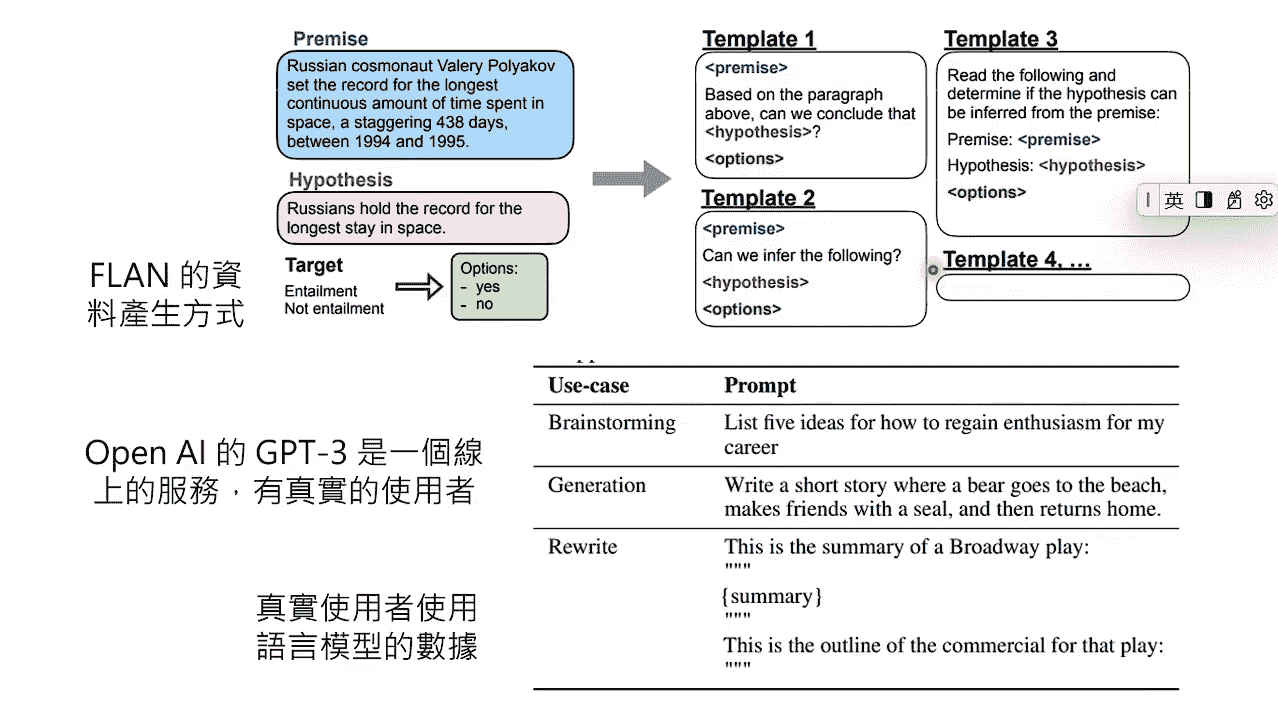 Premise
Russian cosmonaut Valery Polyakov
set the record for the longest
continuous amount of time spent in
space, a staggering 438 days,
between 1994 and 1995.
Hypothesis
Russians hold the record for the
longest stay in space.
Target
Entailment
Not entailment
Options:
- yes
- no
Template 1
<premise>
Based on the paragraph
above, can we conclude that
<hypothesis>?
<options>
Template 2
<premise>
Can we infer the following?
<hypothesis>
<options>
Template 3
Read the following and
determine if the hypothesis can
be inferred from the premise:
Premise: <premise>
Hypothesis: <hypothesis>
<options>
Template 4, ...
英
FLAN 的資
料產生方式
Open AI 的 GPT-3 是一個線
上的服務，有真實的使用者
真實使用者使用
語言模型的數據
Use-case Prompt
Brainstorming List five ideas for how to regain enthusiasm for my
career
Generation Write a short story where a bear goes to the beach,
makes friends with a seal, and then returns home.
Rewrite This is the summary of a Broadway play:
"""
{summary}
"""
This is the outline of the commercial for that play:
"""